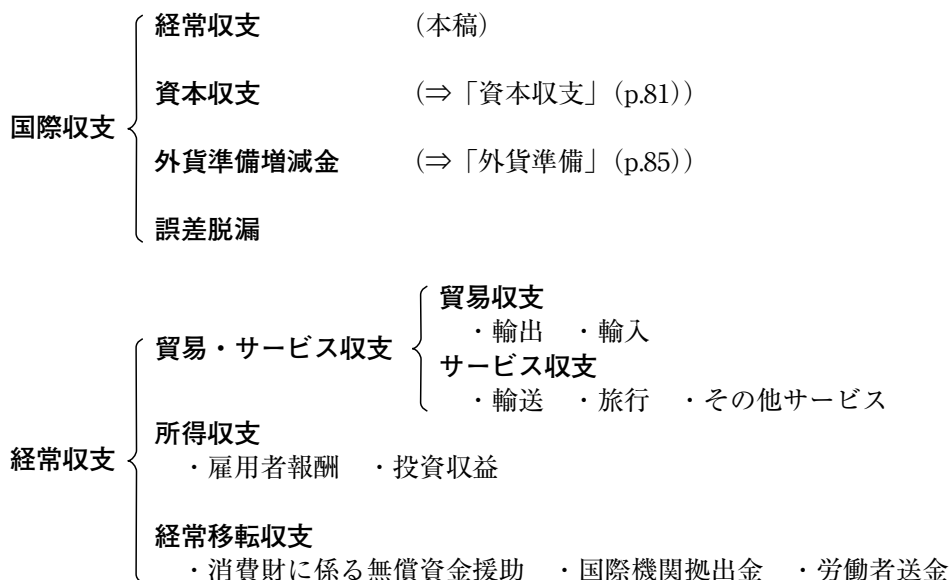 経常収支 (本稿)
資本収支 (⇒「資本収支」(p.81))
国際収支
外貨準備増減金 (⇒「外貨準備」(p.85))
誤差脱漏
貿易収支
・輸出 ・輸入
貿易・サービス収支
サービス収支
・輸送 ・旅行 ・その他サービス
所得収支
経常収支
・雇用者報酬 ・投資収益
経常移転収支
・消費財に係る無償資金援助 ・国際機関拠出金 ・労働者送金